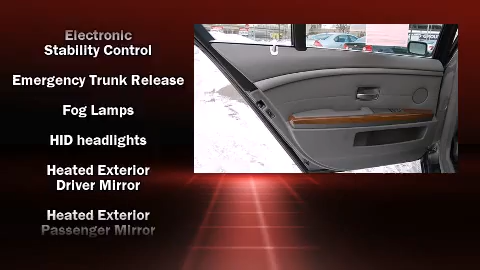 Electronic
Stability Control
Emergency Trunk Release
Fog Lamps
HID headlights
Heated Exterior
Driver Mirror
Heated Exterior
Passenger Mirror